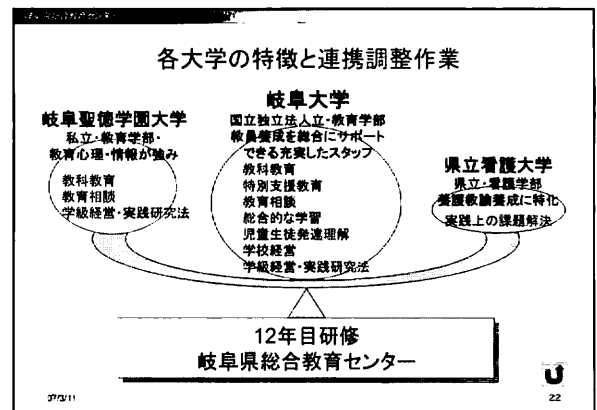 各大学の特徴と連携調整作業
岐阜聖徳学園大学
私立・教育学部・
教育心理・情報が強み
教科教育
教育相談
学級経営・実践研究法
岐阜大学
国立独立法人立・教育学部
教員養成を総合にサポート
できる充実したスタッフ
教科教育
特別支援教育
教育相談
総合的な学習
児童生徒発達理解
学校経営
学級経営・実践研究法
県立看護大学
県立・看護学部
養護教諭養成に特化
実践上の課題解決
12年目研修
岐阜県総合教育センター
22